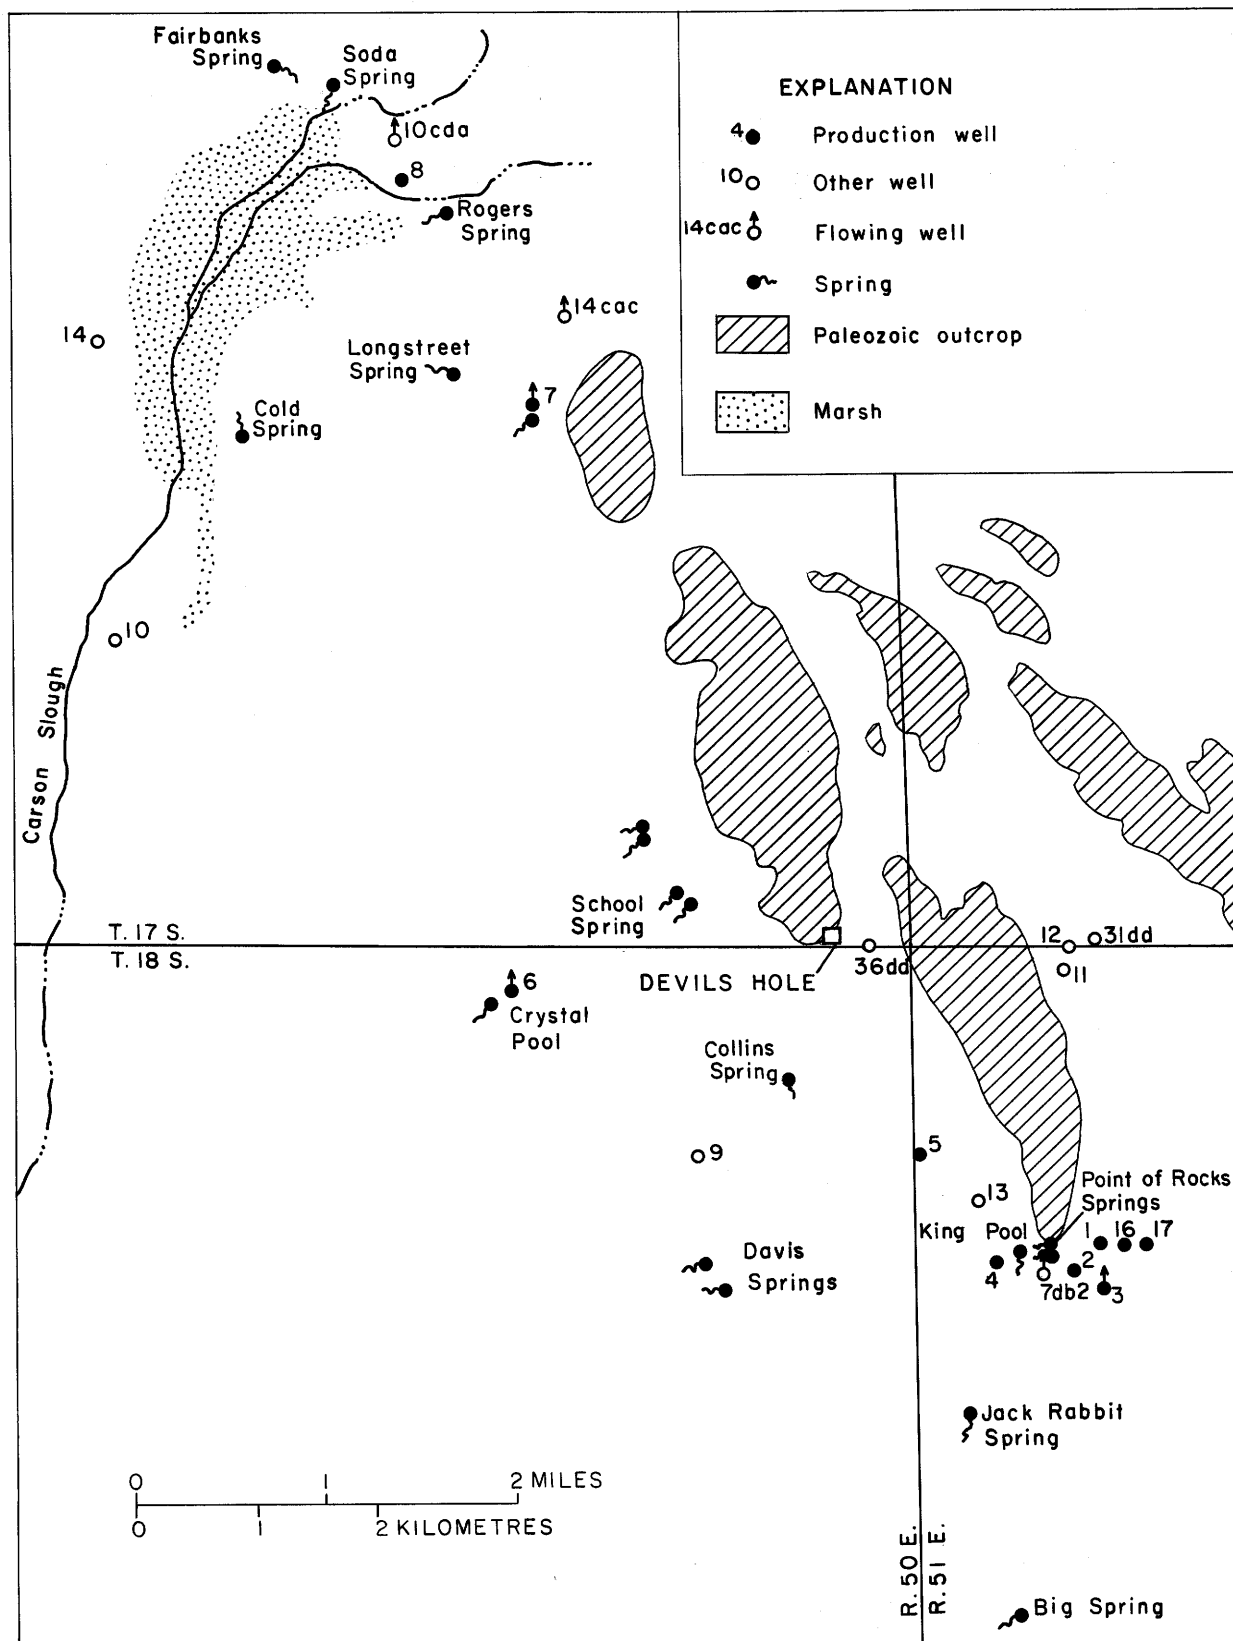 Fairbanks
Spring
Soda
Spring
10cda
8
Rogers
Spring
EXPLANATION
4 Production well
10 Other well
14cac Flowing well
Spring
Paleozoic outcrop
Marsh
14cac
14
Longstreet
Spring
7
Cold
Spring
10
Carson Slough
School
Spring
T. 17 S.
T. 18 S.
DEVILS HOLE
36dd
12
31dd
11
6
Crystal
Pool
Collins
Spring
9
5
13
Point of Rocks
Springs
King Pool
1
16
17
4
2
7db2
3
Davis
Springs
Jack Rabbit
Spring
0 1 2 MILES
0 1 2 KILOMETRES
R. 50 E.
R. 51 E.
Big Spring